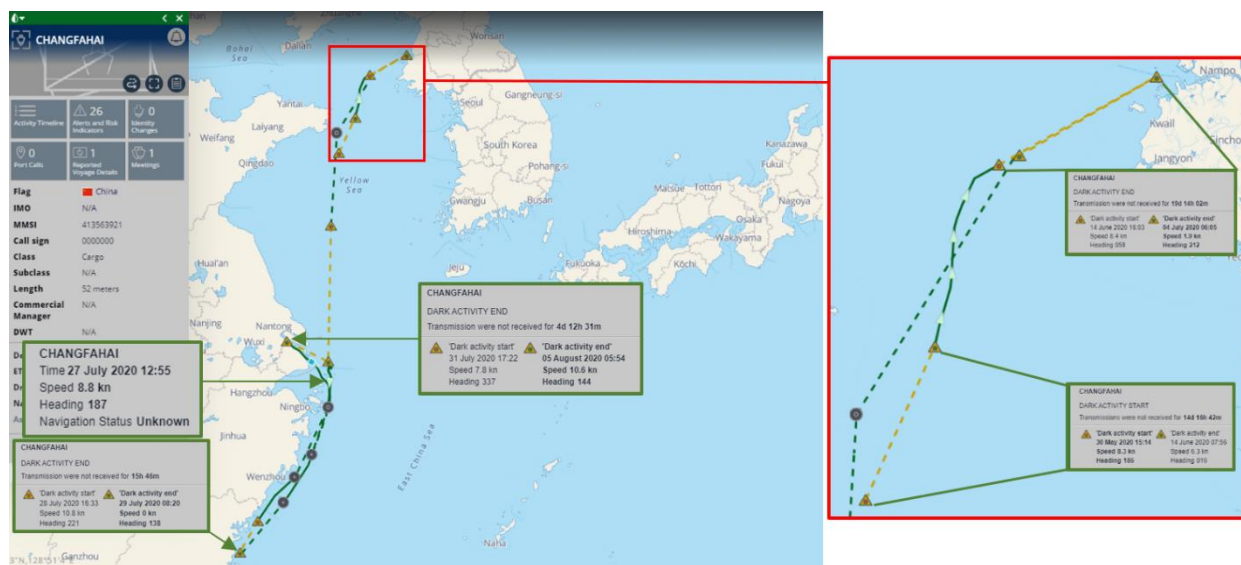 CHANGFAHAI
Activity Timeline
26
Alerts and Risk Indicators
0
Identity Changes
0
Port Calls
1
Reported Voyage Details
1
Meetings
Flag China
IMO N/A
MMSI 413563921
Call sign 0000000
Class Cargo
Subclass N/A
Length 52 meters
Commercial Manager N/A
DWT N/A
CHANGFAHAI
Time 27 July 2020 12:55
Speed 8.8 kn
Heading 187
Navigation Status Unknown
CHANGFAHAI
DARK ACTIVITY END
Transmission were not received for 15h 46m
'Dark activity start' 'Dark activity end'
28 July 2020 16:33 29 July 2020 08:20
Speed 10.8 kn Speed 0 kn
Heading 221 Heading 138
CHANGFAHAI
DARK ACTIVITY END
Transmission were not received for 4d 12h 31m
'Dark activity start' 'Dark activity end'
31 July 2020 17:22 05 August 2020 05:54
Speed 7.8 kn Speed 10.6 kn
Heading 337 Heading 144
Bohai Sea
Dalian
Wonsan
Yantai
Laiyang
Weifang
Qingdao
Seoul
Gangneung-si
South Korea
Pohang-si
Yellow Sea
Gwangju
Busan
Jeju
Kanazawa
Fukui
Matsue
Tottori
Nagoya
Osaka
Hiroshima
Wakayama
Kōchi
Fukuoka
Huai'an
Nanjing
Nantong
Wuxi
Hangzhou
Ningbo
Jinhua
Wenzhou
East China Sea
Naha
Ganzhou
Nampo
Kwail
Sincho
Jangyon
CHANGFAHAI
DARK ACTIVITY END
Transmission were not received for 19d 14h 02m
'Dark activity start' 'Dark activity end'
14 June 2020 16:03 04 July 2020 06:05
Speed 8.4 kn Speed 1.9 kn
Heading 212
CHANGFAHAI
DARK ACTIVITY START
Transmissions were not received for 14d 16h 42m
'Dark activity start' 'Dark activity end'
30 May 2020 15:14 14 June 2020 07:56
Speed 8.3 kn Speed 6.3 kn
Heading 186